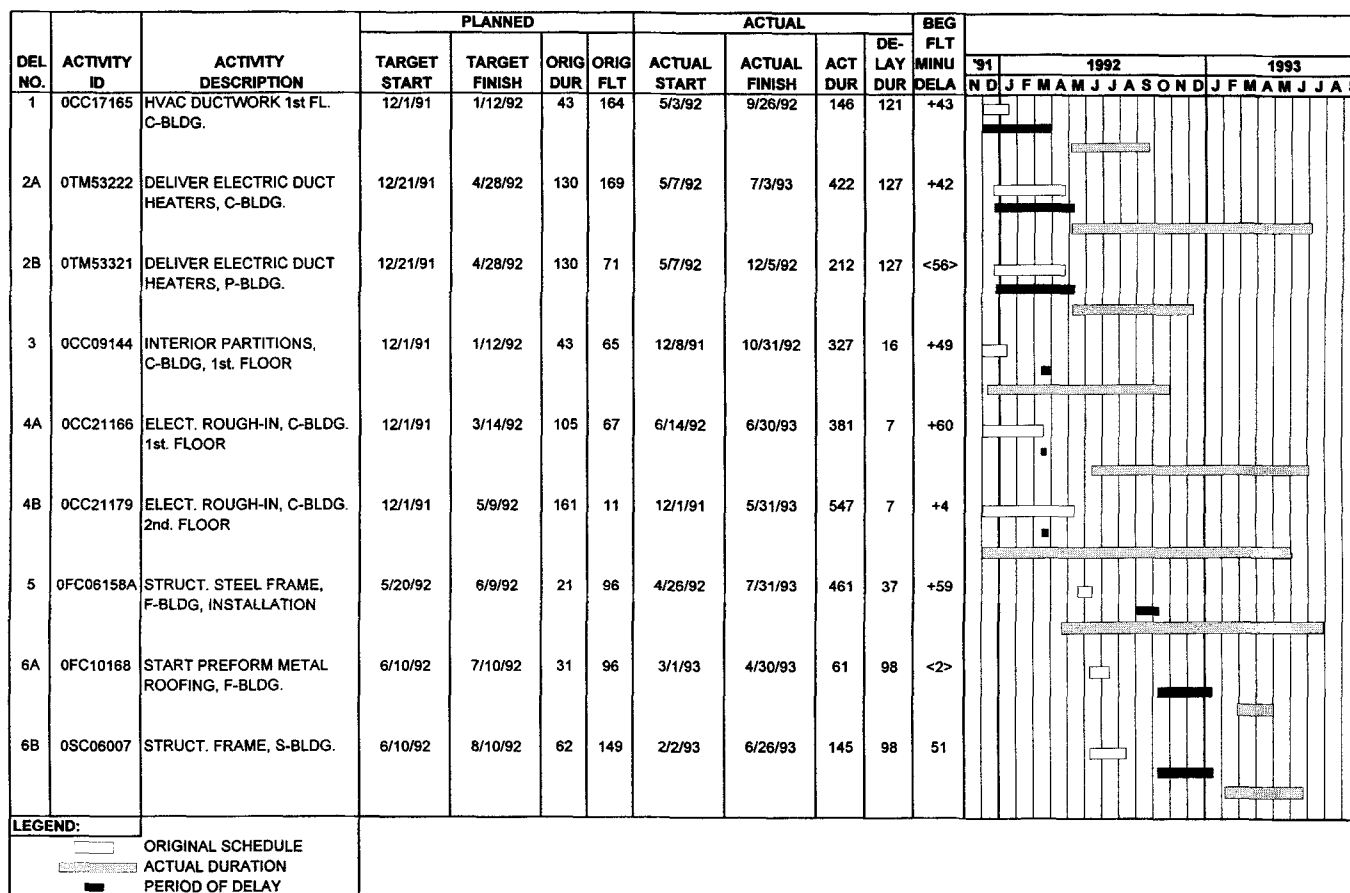 PLANNED ACTUAL BEG
DEL ACTIVITY ACTIVITY TARGET TARGET ORIG ORIG ACTUAL ACTUAL ACT DE- FLT
NO. ID DESCRIPTION START FINISH DUR FLT START FINISH DUR LAY MINU '91 1992 1993
DUR DELA N D J F M A M J J A S O N D J F M A M J J A S
1 0CC17165 HVAC DUCTWORK 1st FL. 12/1/91 1/12/92 43 164 5/3/92 9/26/92 146 121 +43
C-BLDG.
2A 0TM53222 DELIVER ELECTRIC DUCT 12/21/91 4/28/92 130 169 5/7/92 7/3/93 422 127 +42
HEATERS, C-BLDG.
2B 0TM53321 DELIVER ELECTRIC DUCT 12/21/91 4/28/92 130 71 5/7/92 12/5/92 212 127 <56>
HEATERS, P-BLDG.
3 0CC09144 INTERIOR PARTITIONS, 12/1/91 1/12/92 43 65 12/8/91 10/31/92 327 16 +49
C-BLDG, 1st. FLOOR
4A 0CC21166 ELECT. ROUGH-IN, C-BLDG. 12/1/91 3/14/92 105 67 6/14/92 6/30/93 381 7 +60
1st. FLOOR
4B 0CC21179 ELECT. ROUGH-IN, C-BLDG. 12/1/91 5/9/92 161 11 12/1/91 5/31/93 547 7 +4
2nd. FLOOR
5 0FC06158A STRUCT. STEEL FRAME, 5/20/92 6/9/92 21 96 4/26/92 7/31/93 461 37 +59
F-BLDG, INSTALLATION
6A 0FC10168 START PREFORM METAL 6/10/92 7/10/92 31 96 3/1/93 4/30/93 61 98 <2>
ROOFING, F-BLDG.
6B 0SC06007 STRUCT. FRAME, S-BLDG. 6/10/92 8/10/92 62 149 2/2/93 6/26/93 145 98 51
LEGEND:
ORIGINAL SCHEDULE
ACTUAL DURATION
PERIOD OF DELAY